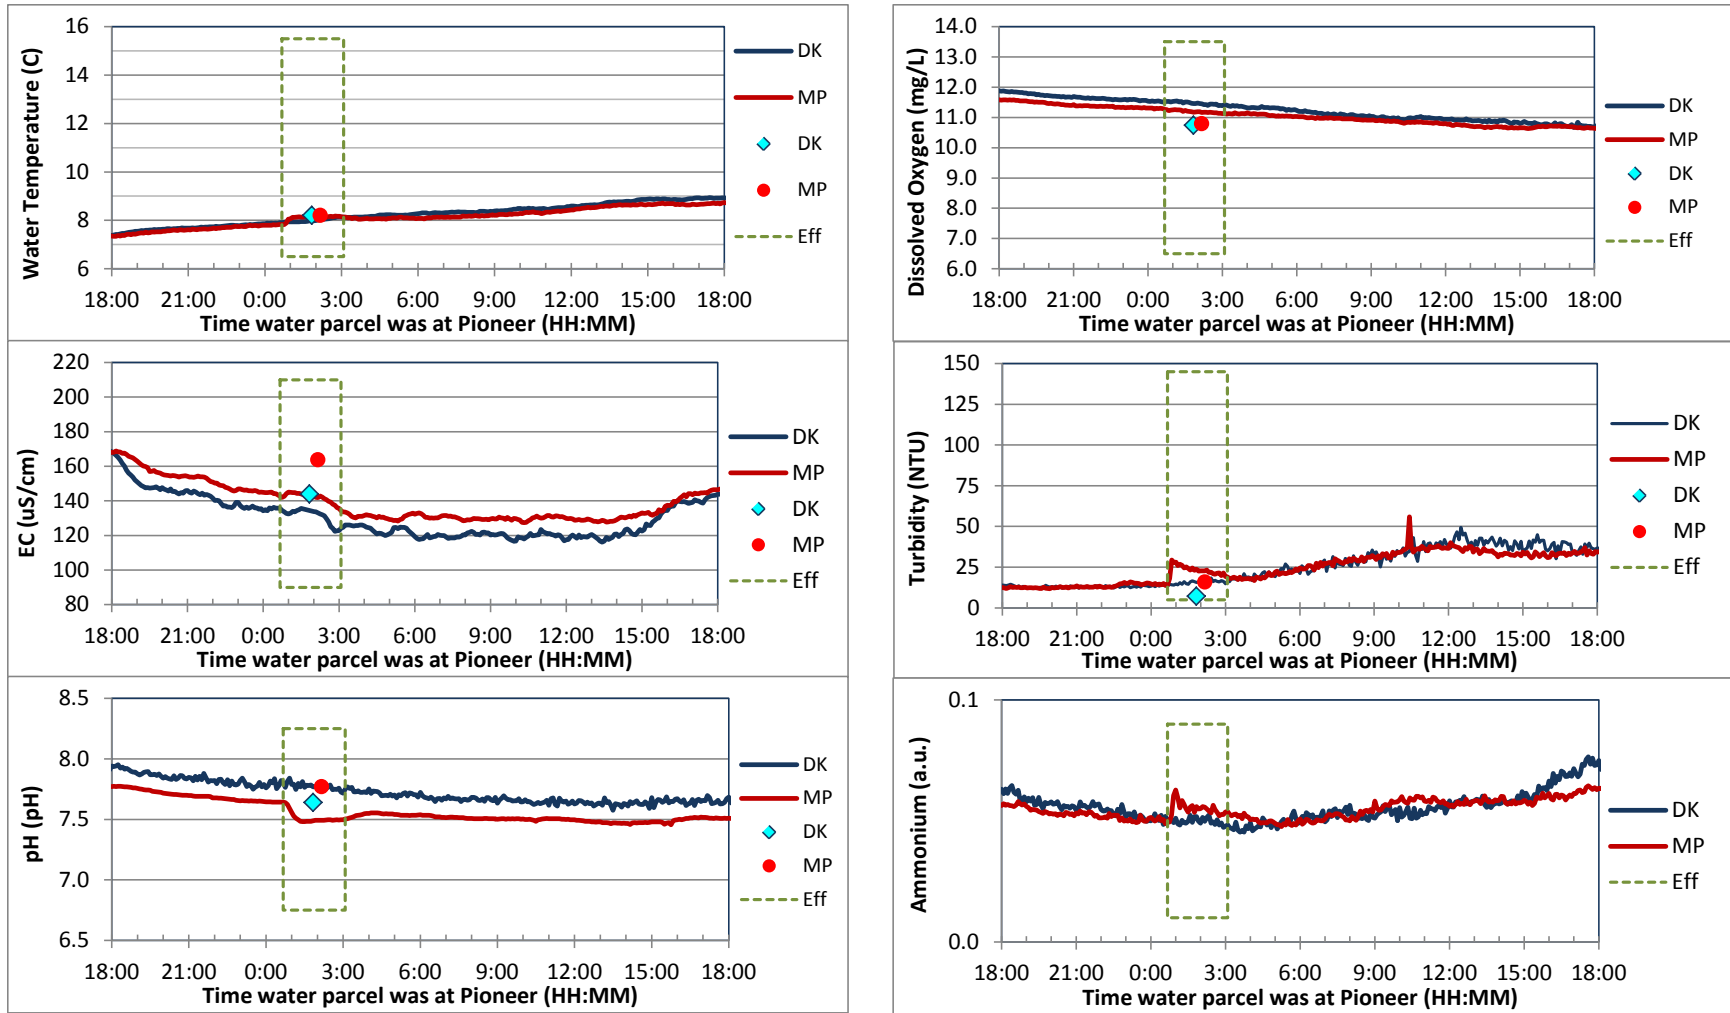 Water Temperature (C)
16
14
12
10
8
6
18:00 21:00 0:00 3:00 6:00 9:00 12:00 15:00 18:00
Time water parcel was at Pioneer (HH:MM)
DK
MP
DK
MP
Eff
Dissolved Oxygen (mg/L)
14.0
13.0
12.0
11.0
10.0
9.0
8.0
7.0
6.0
18:00 21:00 0:00 3:00 6:00 9:00 12:00 15:00 18:00
Time water parcel was at Pioneer (HH:MM)
DK
MP
DK
MP
Eff
EC (uS/cm)
220
200
180
160
140
120
100
80
18:00 21:00 0:00 3:00 6:00 9:00 12:00 15:00 18:00
Time water parcel was at Pioneer (HH:MM)
DK
MP
DK
MP
Eff
Turbidity (NTU)
150
125
100
75
50
25
0
18:00 21:00 0:00 3:00 6:00 9:00 12:00 15:00 18:00
Time water parcel was at Pioneer (HH:MM)
DK
MP
DK
MP
Eff
pH (pH)
8.5
8.0
7.5
7.0
6.5
18:00 21:00 0:00 3:00 6:00 9:00 12:00 15:00 18:00
Time water parcel was at Pioneer (HH:MM)
DK
MP
DK
MP
Eff
Ammonium (a.u.)
0.1
0.0
18:00 21:00 0:00 3:00 6:00 9:00 12:00 15:00 18:00
Time water parcel was at Pioneer (HH:MM)
DK
MP
Eff